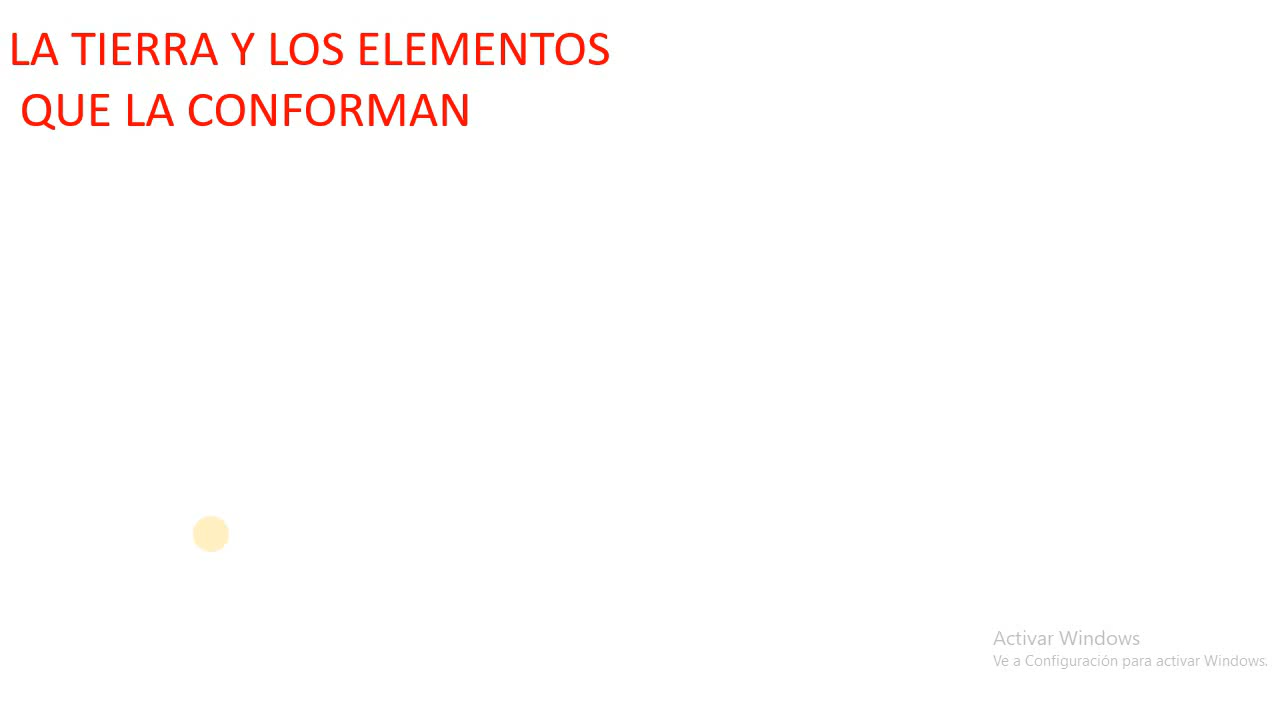 LA TIERRA Y LOS ELEMENTOS
QUE LA CONFORMAN
Activar Windows
Ve a Configuración para activar Windows.